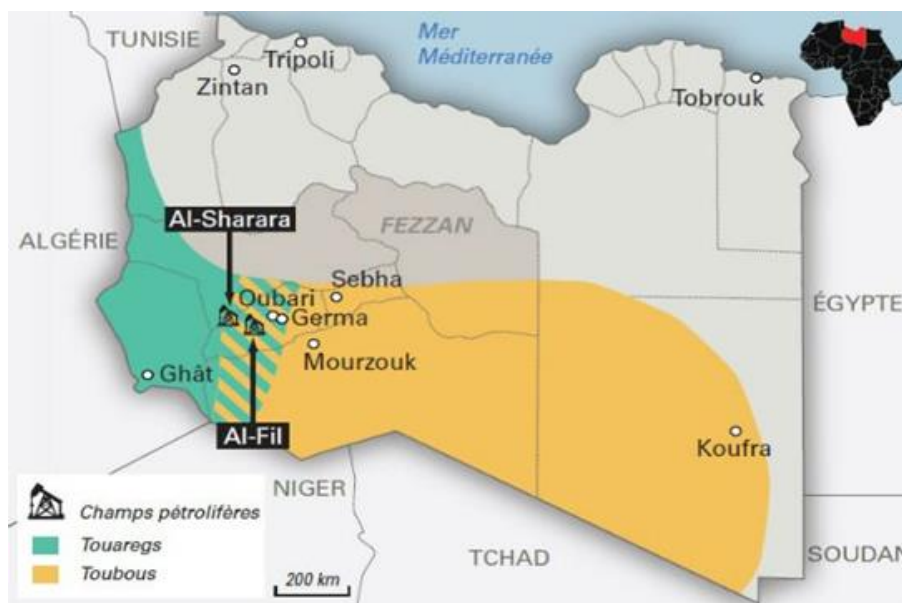 TUNISIE
Mer
Méditerranée
Tripoli
Zintan
Tobrouk
Al-Sharara
FEZZAN
ALGÉRIE
Sebha
Oubari
Germa
ÉGYPTE
Mourzouk
Ghât
Al-Fil
Koufra
NIGER
TCHAD
SOUDAN
Champs pétrolifères
Touaregs
Toubous
200 km